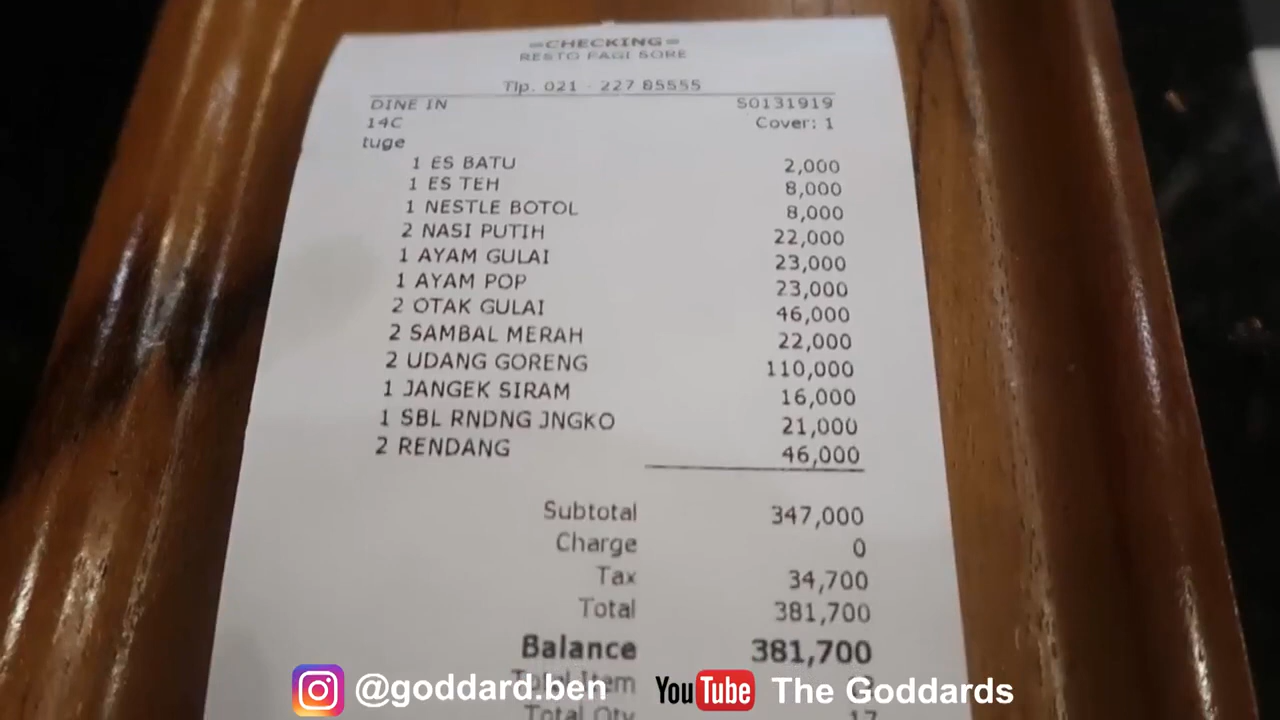 =CHECKING=
RESTO PAGI SORE
Tlp. 021 - 227 85555
DINE IN S0131919
14C Cover: 1
tuge
1 ES BATU 2,000
1 ES TEH 8,000
1 NESTLE BOTOL 8,000
2 NASI PUTIH 22,000
1 AYAM GULAI 23,000
1 AYAM POP 23,000
2 OTAK GULAI 46,000
2 SAMBAL MERAH 22,000
2 UDANG GORENG 110,000
1 JANGEK SIRAM 16,000
1 SBL RNDNG JNGKO 21,000
2 RENDANG 46,000
Subtotal 347,000
Charge 0
Tax 34,700
Total 381,700
Balance 381,700
Total Item
@goddard.ben YouTube The Goddards
Total Qty 17